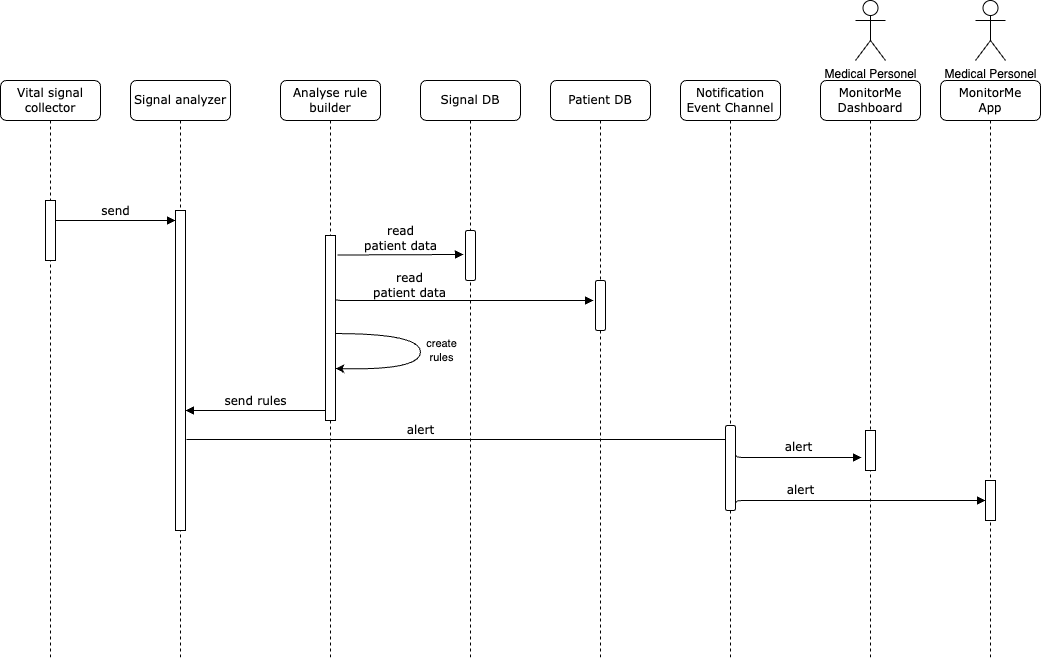 Medical Personel
Medical Personel
Vital signal
collector
Signal analyzer
Analyse rule
builder
Signal DB
Patient DB
Notification
Event Channel
MonitorMe
Dashboard
MonitorMe
App
send
read
patient data
read
patient data
create
rules
send rules
alert
alert
alert